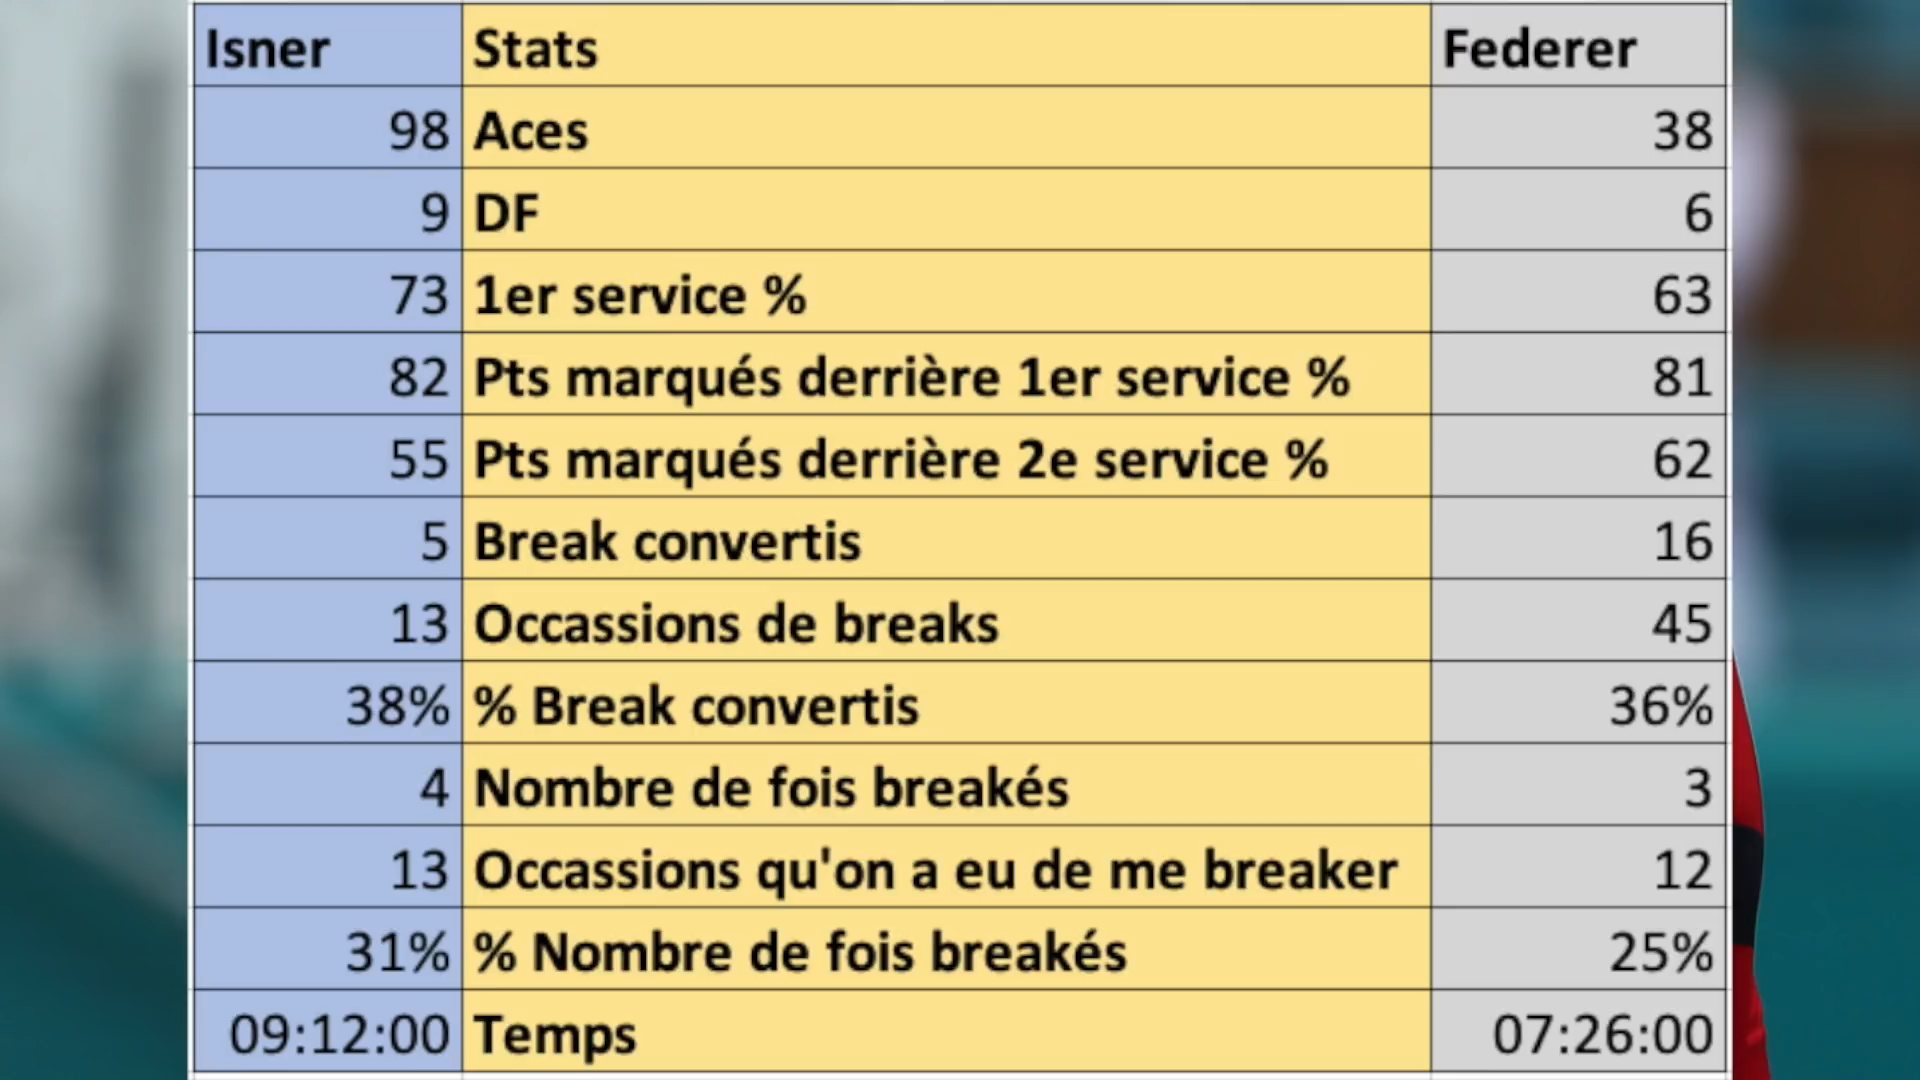 Isner Stats Federer
98 Aces 38
9 DF 6
73 1er service % 63
82 Pts marqués derrière 1er service % 81
55 Pts marqués derrière 2e service % 62
5 Break convertis 16
13 Occassions de breaks 45
38% % Break convertis 36%
4 Nombre de fois breakés 3
13 Occassions qu'on a eu de me breaker 12
31% % Nombre de fois breakés 25%
09:12:00 Temps 07:26:00